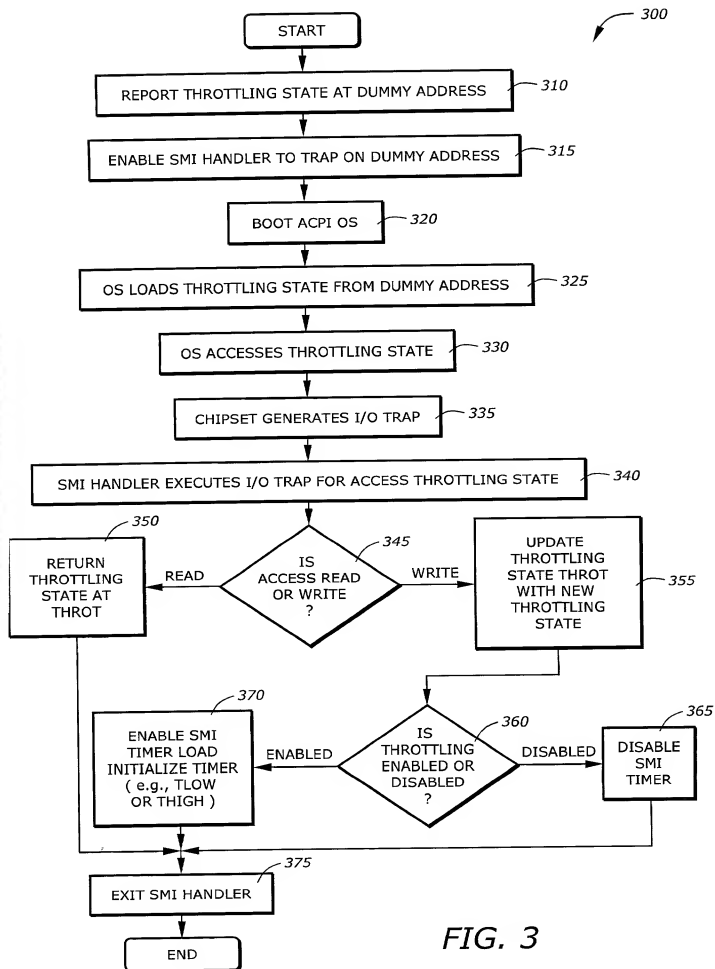 START
300
REPORT THROTTLING STATE AT DUMMY ADDRESS
310
ENABLE SMI HANDLER TO TRAP ON DUMMY ADDRESS
315
BOOT ACPI OS
320
OS LOADS THROTTLING STATE FROM DUMMY ADDRESS
325
OS ACCESSES THROTTLING STATE
330
CHIPSET GENERATES I/O TRAP
335
SMI HANDLER EXECUTES I/O TRAP FOR ACCESS THROTTLING STATE
340
350
RETURN
THROTTLING
STATE AT
THROT
READ
IS
ACCESS READ
OR WRITE
?
345
WRITE
UPDATE
THROTTLING
STATE THROT
WITH NEW
THROTTLING
STATE
355
370
ENABLE SMI
TIMER LOAD
INITIALIZE TIMER
( e.g., TLOW
OR THIGH )
ENABLED
IS
THROTTLING
ENABLED OR
DISABLED
?
360
DISABLED
365
DISABLE
SMI
TIMER
EXIT SMI HANDLER
375
END
FIG. 3